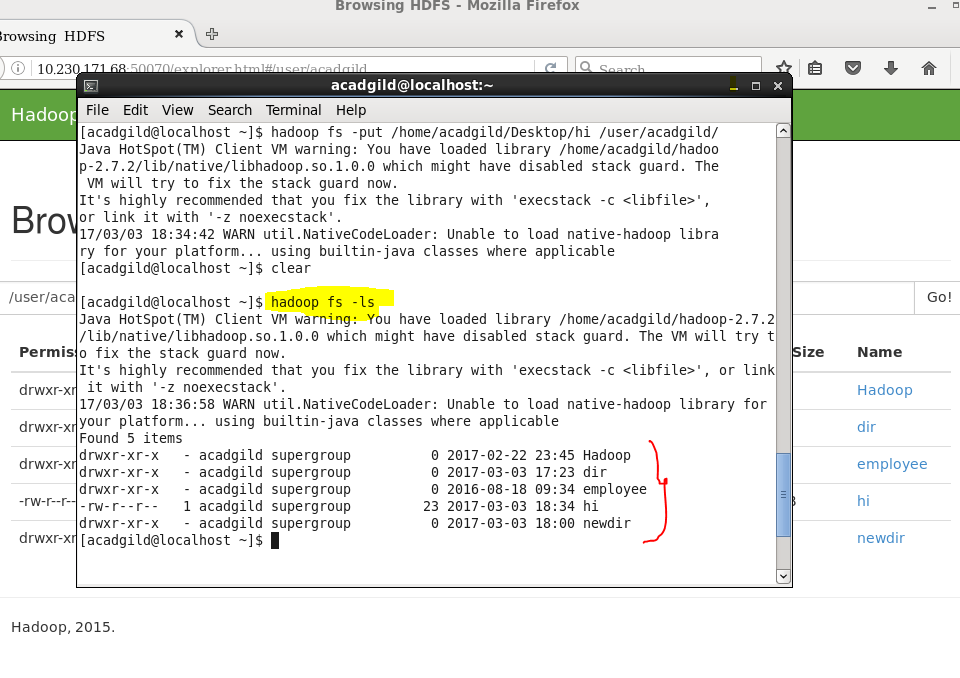 Browsing HDFS - Mozilla Firefox
Browsing HDFS
10.230.171.68:50070/explorer.html#/user/acadgild
Search
acadgild@localhost:~
Hadoop
File Edit View Search Terminal Help
[acadgild@localhost ~]$ hadoop fs -put /home/acadgild/Desktop/hi /user/acadgild/
Java HotSpot(TM) Client VM warning: You have loaded library /home/acadgild/hadoo
p-2.7.2/lib/native/libhadoop.so.1.0.0 which might have disabled stack guard. The
 VM will try to fix the stack guard now.
It's highly recommended that you fix the library with 'execstack -c <libfile>',
or link it with '-z noexecstack'.
17/03/03 18:34:42 WARN util.NativeCodeLoader: Unable to load native-hadoop libra
ry for your platform... using builtin-java classes where applicable
[acadgild@localhost ~]$ clear
[acadgild@localhost ~]$ hadoop fs -ls
Java HotSpot(TM) Client VM warning: You have loaded library /home/acadgild/hadoop-2.7.2
/lib/native/libhadoop.so.1.0.0 which might have disabled stack guard. The VM will try t
o fix the stack guard now.
It's highly recommended that you fix the library with 'execstack -c <libfile>', or link
 it with '-z noexecstack'.
17/03/03 18:36:58 WARN util.NativeCodeLoader: Unable to load native-hadoop library for
your platform... using builtin-java classes where applicable
Found 5 items
drwxr-xr-x   - acadgild supergroup          0 2017-02-22 23:45 Hadoop
drwxr-xr-x   - acadgild supergroup          0 2017-03-03 17:23 dir
drwxr-xr-x   - acadgild supergroup          0 2016-08-18 09:34 employee
-rw-r--r--   1 acadgild supergroup         23 2017-03-03 18:34 hi
drwxr-xr-x   - acadgild supergroup          0 2017-03-03 18:00 newdir
[acadgild@localhost ~]$
Brow
/user/aca
Go!
Permis Size Name
drwxr-xr Hadoop
drwxr-xr dir
drwxr-xr employee
-rw-r--r-- hi
drwxr-xr newdir
Hadoop, 2015.